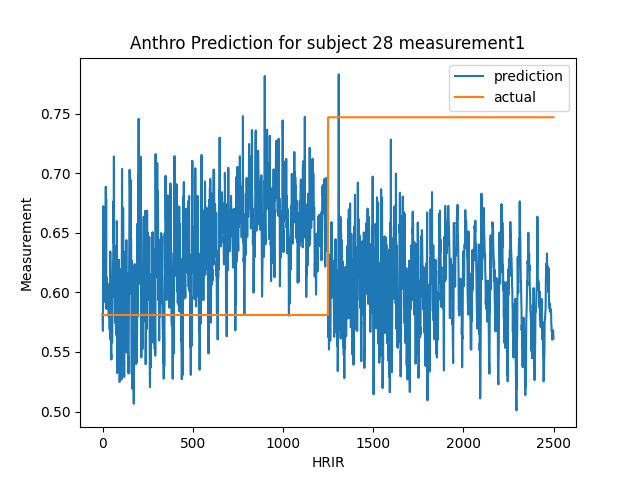 Anthro Prediction for subject 28 measurement1
prediction
actual
Measurement
0.75
0.70
0.65
0.60
0.55
0.50
0
500
1000
1500
2000
2500
HRIR